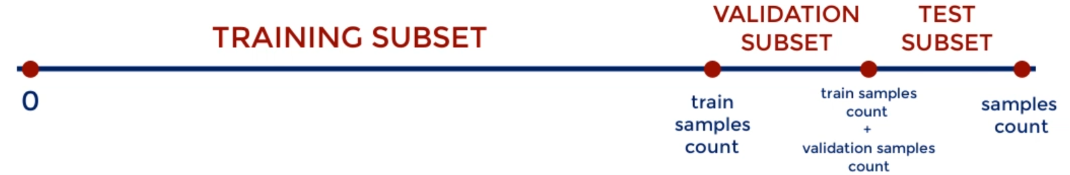 TRAINING SUBSET
VALIDATION
SUBSET
TEST
SUBSET
0
train
samples
count
train samples
count
+
validation samples
count
samples
count